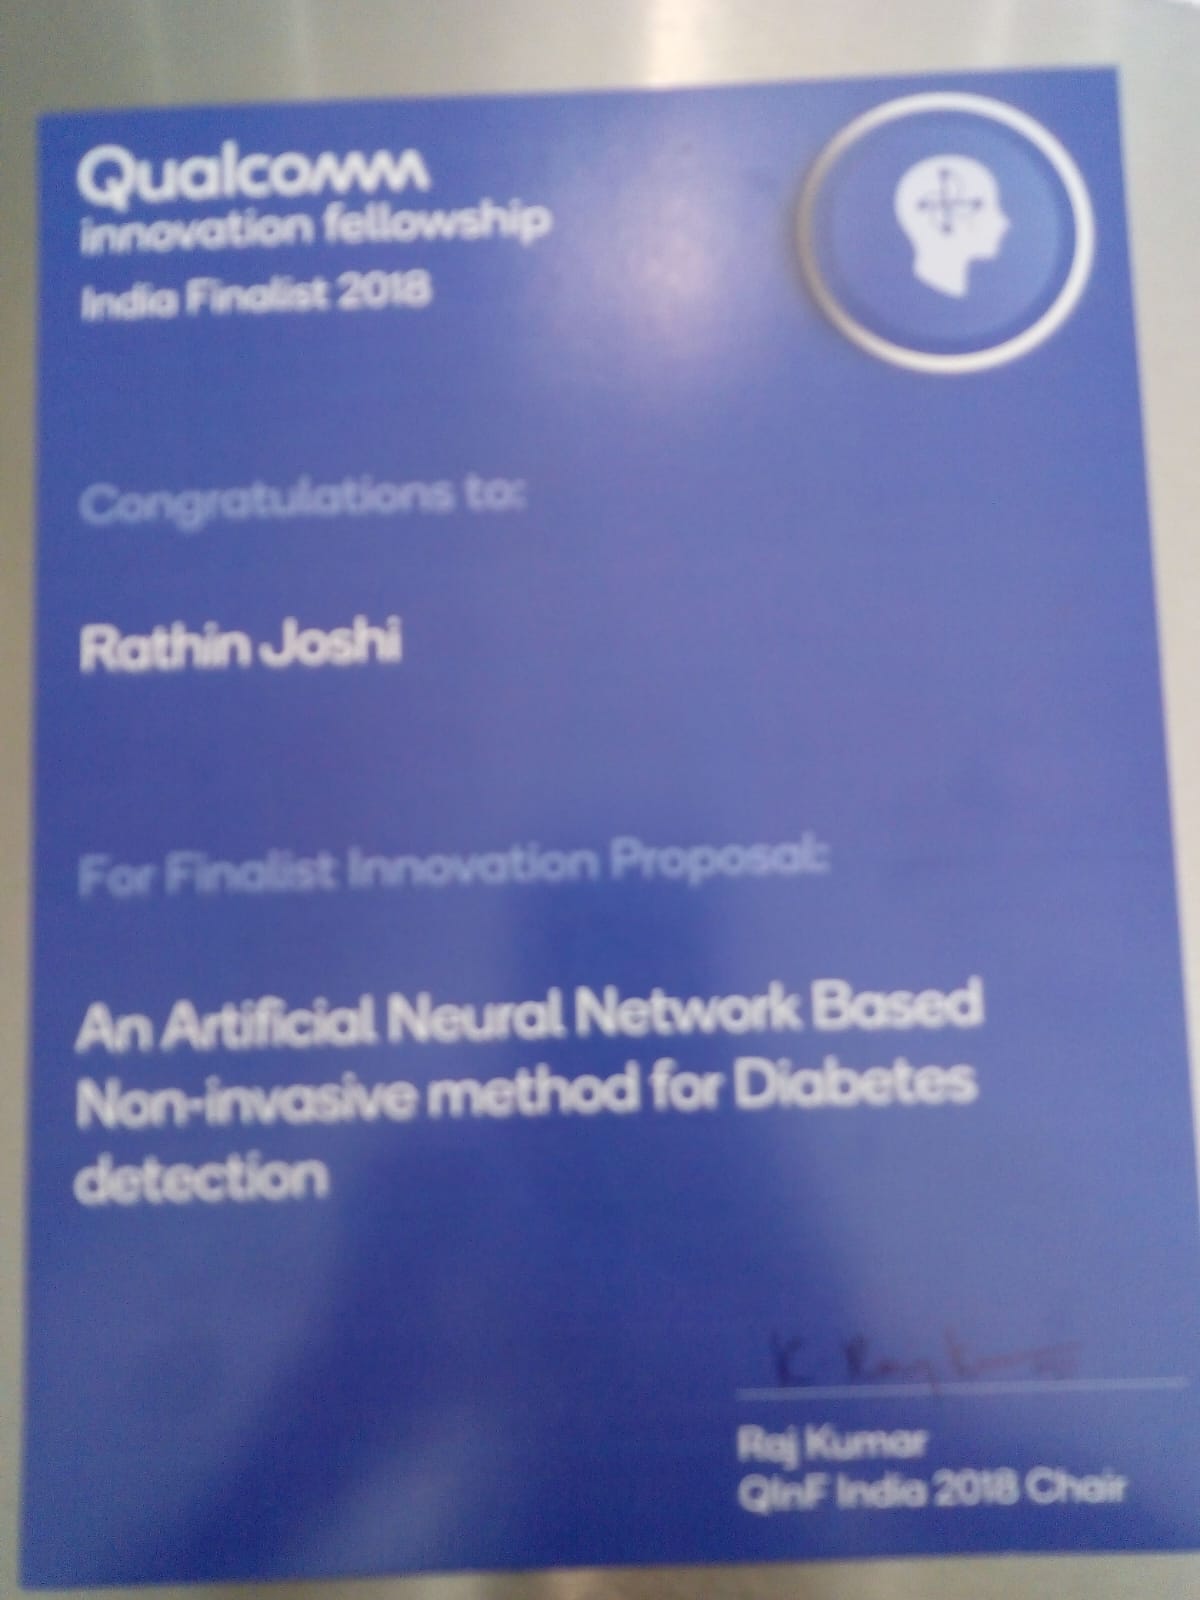 Qualcomm
innovation fellowship
India Finalist 2018
Congratulations to:
Rathin Joshi
For Finalist Innovation Proposal:
An Artificial Neural Network Based
Non-invasive method for Diabetes
detection
K Raj Kumar
Raj Kumar
QInF India 2018 Chair